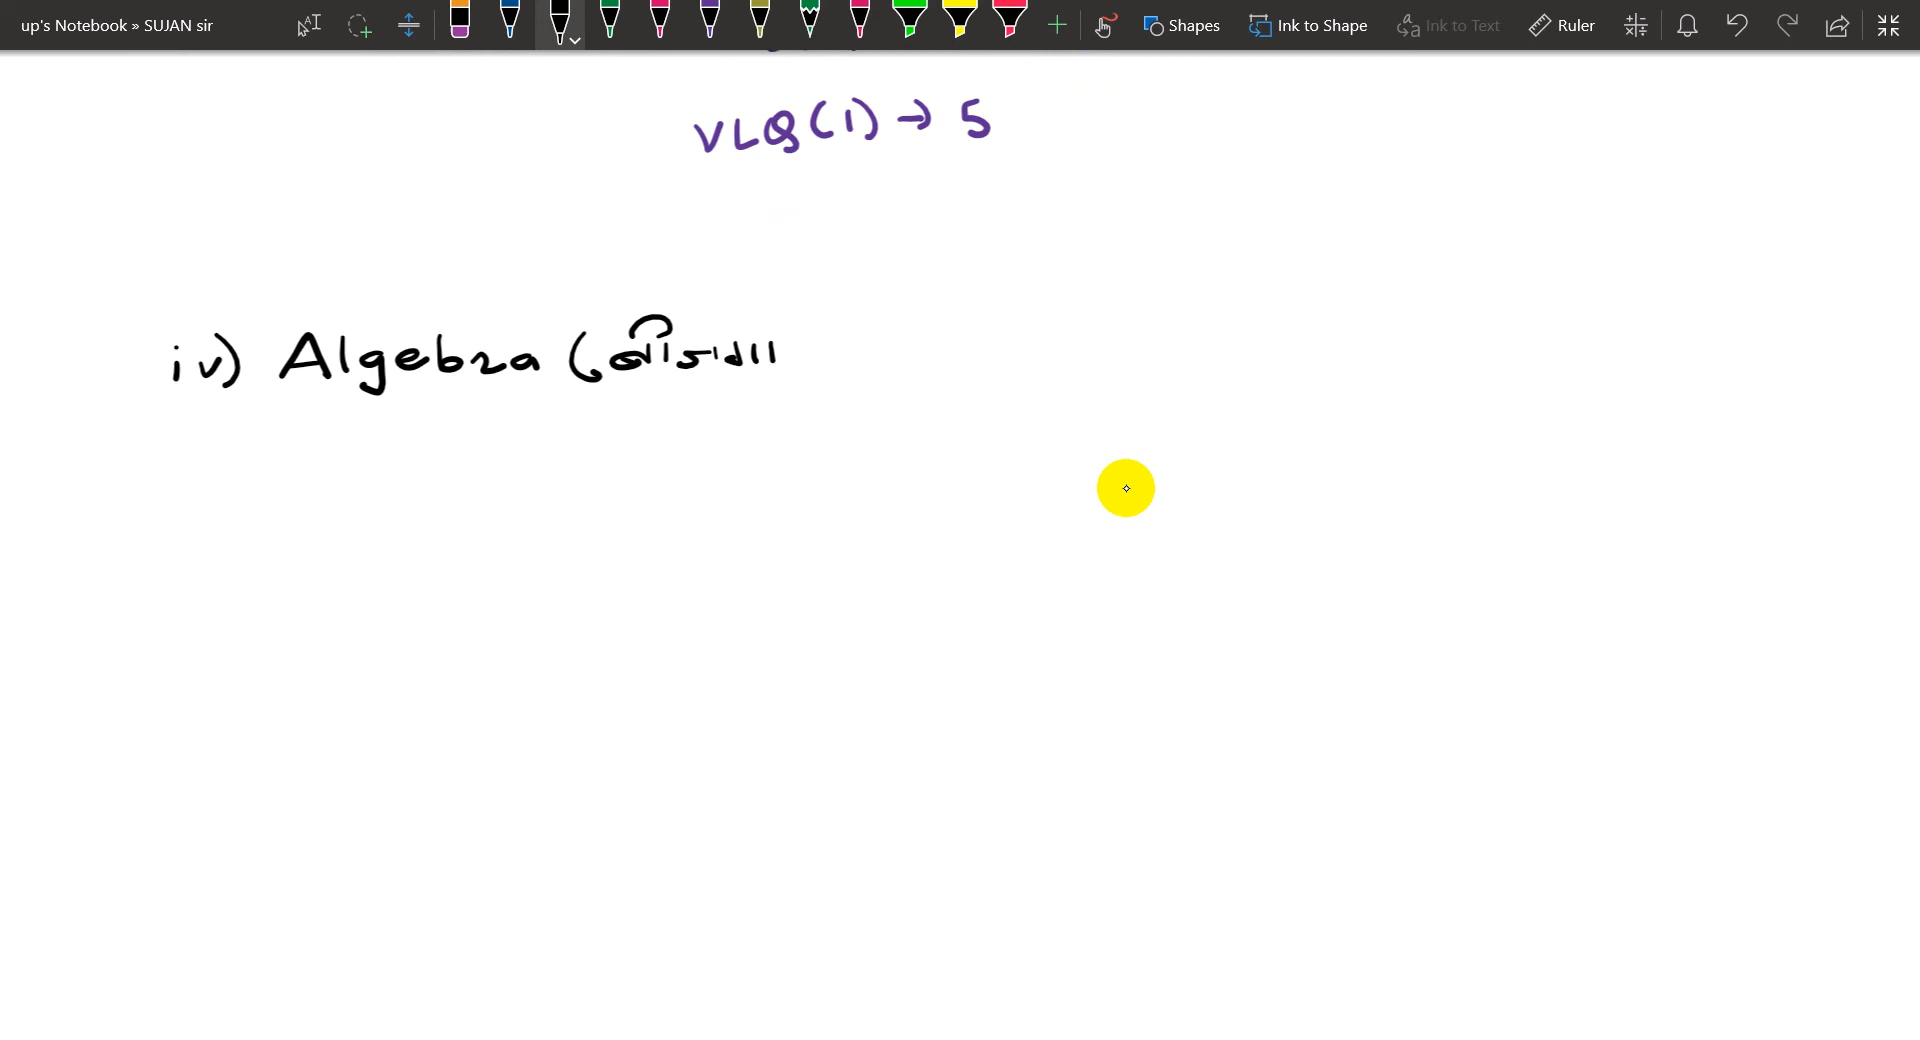 up's Notebook » SUJAN sir
Shapes
Ink to Shape
Ink to Text
Ruler
VLQ(1) → 5
iv) Algebra (